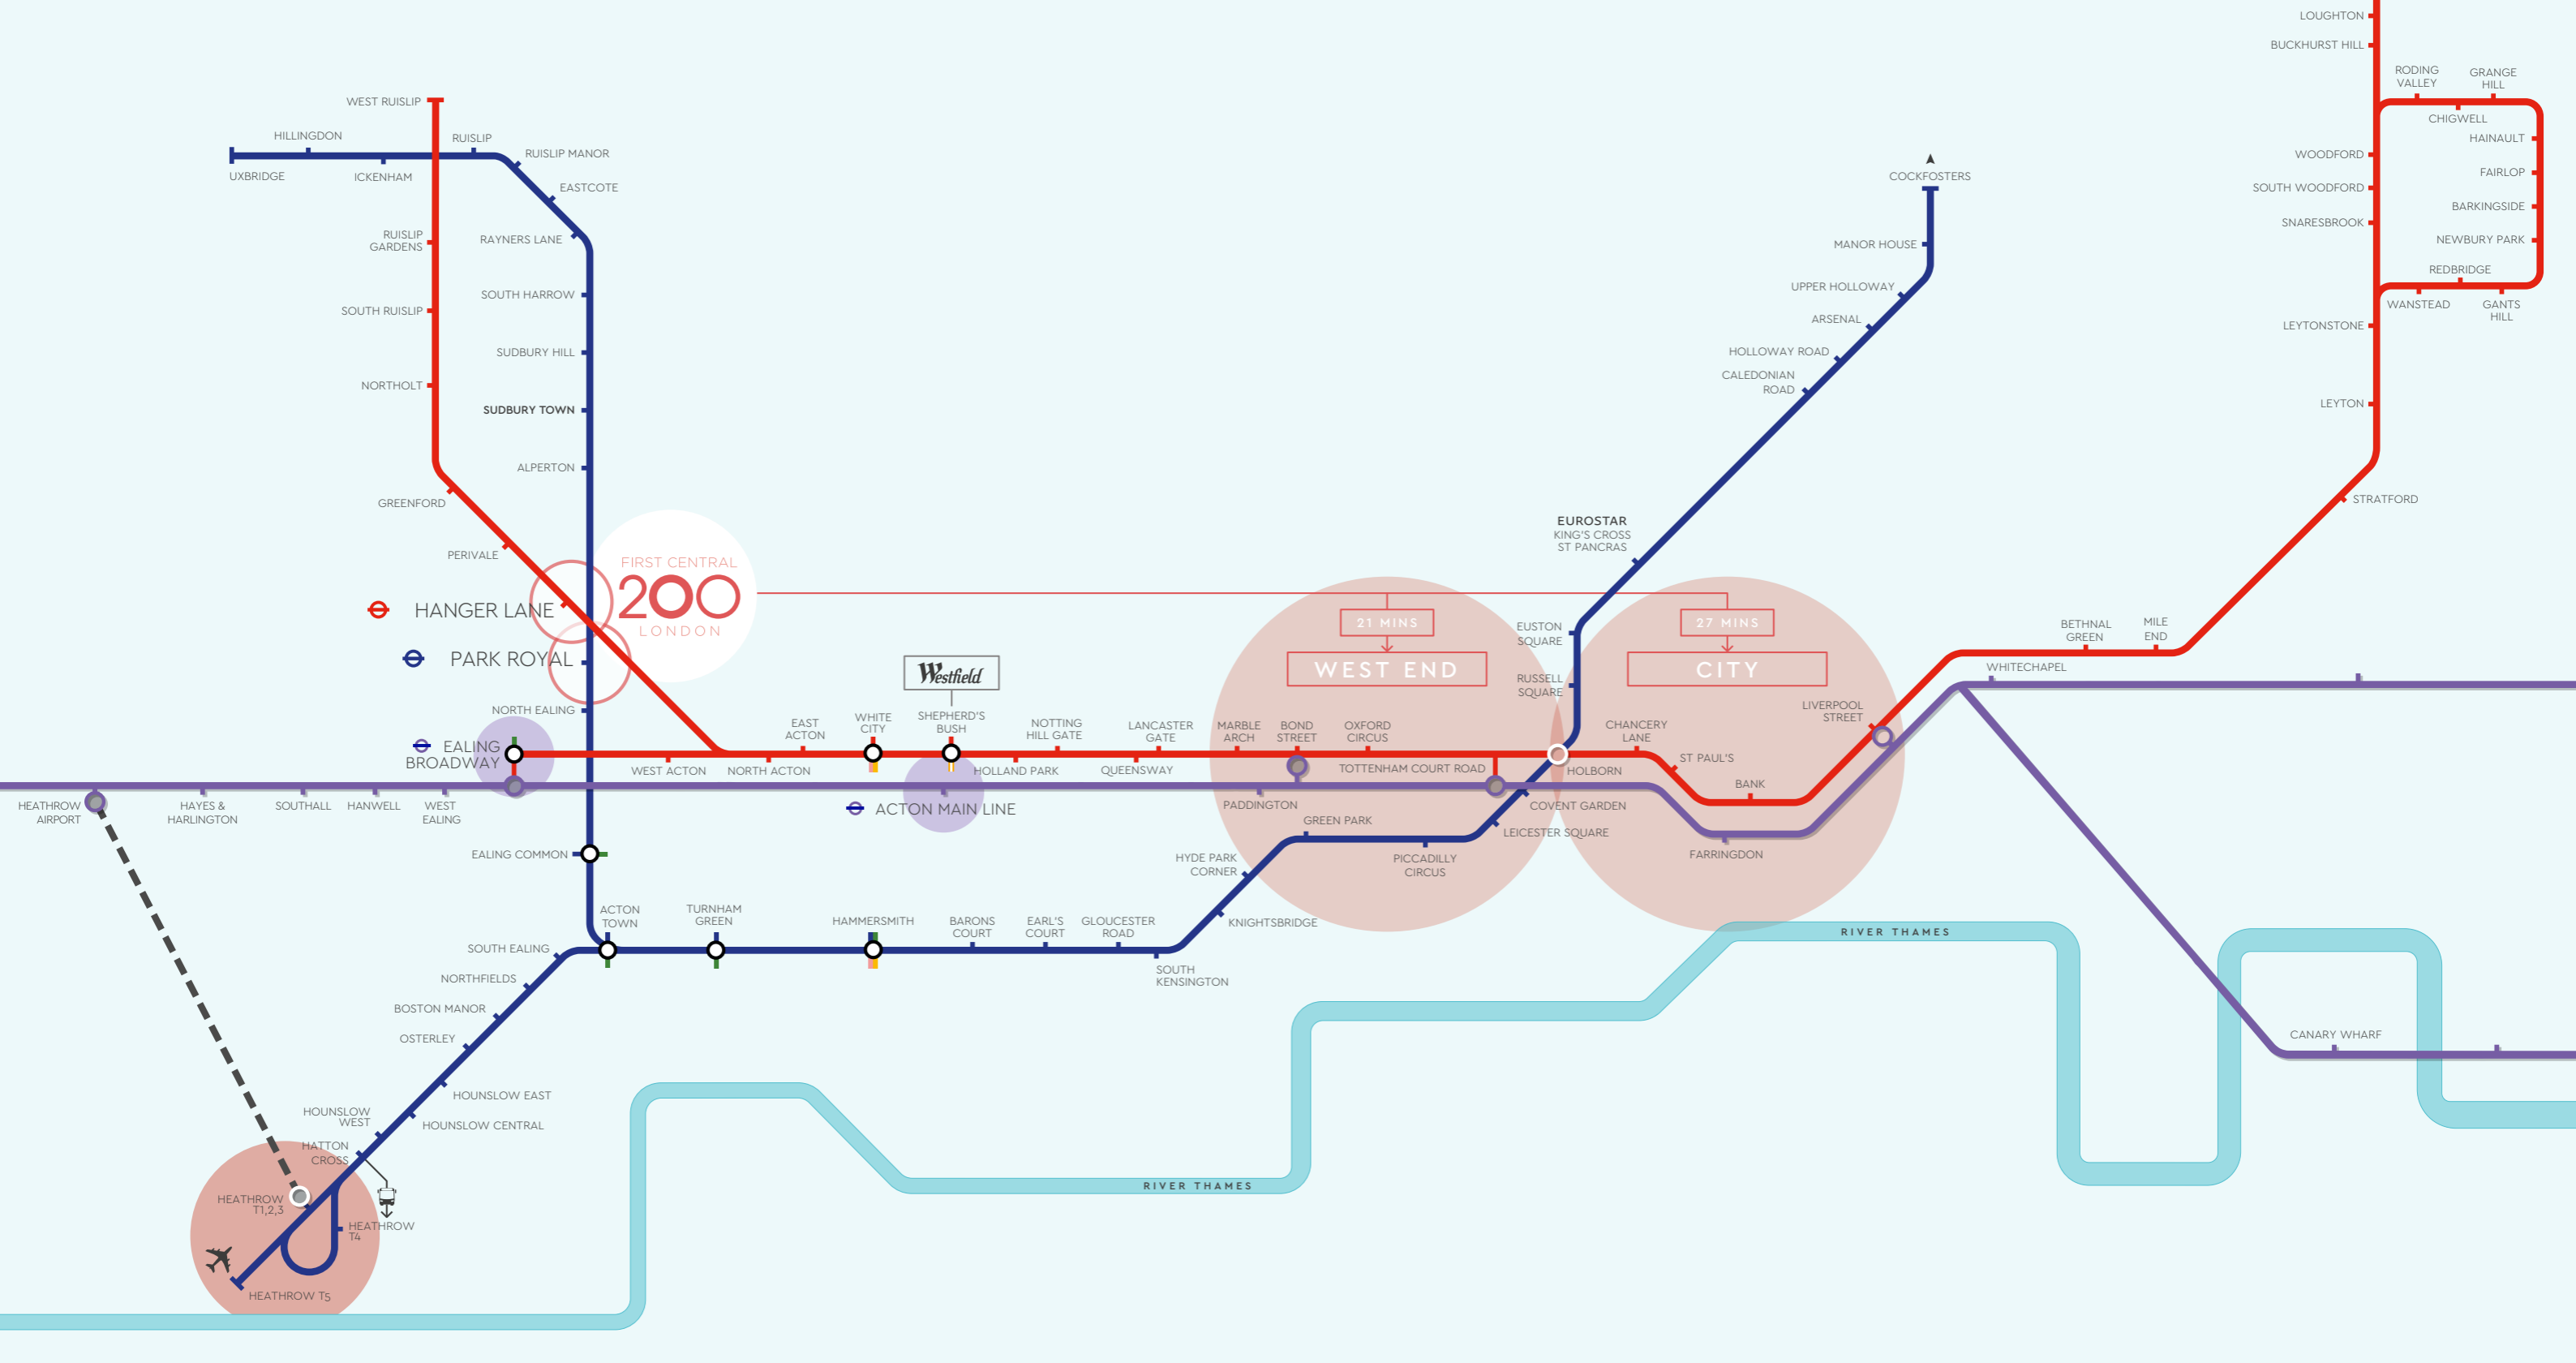 LOUGHTON
BUCKHURST HILL
RODING
VALLEY
GRANGE
HILL
CHIGWELL
HAINAULT
WOODFORD
FAIRLOP
SOUTH WOODFORD
BARKINGSIDE
SNARESBROOK
NEWBURY PARK
REDBRIDGE
WANSTEAD
GANTS
HILL
LEYTONSTONE
LEYTON
STRATFORD
WEST RUISLIP
HILLINGDON
RUISLIP
RUISLIP MANOR
UXBRIDGE
ICKENHAM
EASTCOTE
RUISLIP
GARDENS
RAYNERS LANE
SOUTH HARROW
SOUTH RUISLIP
SUDBURY HILL
NORTHOLT
SUDBURY TOWN
ALPERTON
GREENFORD
PERIVALE
FIRST CENTRAL
200
LONDON
HANGER LANE
PARK ROYAL
NORTH EALING
EALING
BROADWAY
COCKFOSTERS
MANOR HOUSE
UPPER HOLLOWAY
ARSENAL
HOLLOWAY ROAD
CALEDONIAN
ROAD
EUROSTAR
KING'S CROSS
ST PANCRAS
EUSTON
SQUARE
RUSSELL
SQUARE
21 MINS
WEST END
27 MINS
CITY
Westfield
EAST
ACTON
WHITE
CITY
SHEPHERD'S
BUSH
NOTTING
HILL GATE
LANCASTER
GATE
MARBLE
ARCH
BOND
STREET
OXFORD
CIRCUS
CHANCERY
LANE
LIVERPOOL
STREET
BETHNAL
GREEN
MILE
END
WHITECHAPEL
WEST ACTON
NORTH ACTON
HOLLAND PARK
QUEENSWAY
TOTTENHAM COURT ROAD
HOLBORN
ST PAUL'S
BANK
HEATHROW
AIRPORT
HAYES &
HARLINGTON
SOUTHALL
HANWELL
WEST
EALING
ACTON MAIN LINE
PADDINGTON
COVENT GARDEN
GREEN PARK
LEICESTER SQUARE
FARRINGDON
PICCADILLY
CIRCUS
HYDE PARK
CORNER
KNIGHTSBRIDGE
EALING COMMON
ACTON
TOWN
TURNHAM
GREEN
HAMMERSMITH
BARONS
COURT
EARL'S
COURT
GLOUCESTER
ROAD
SOUTH
KENSINGTON
SOUTH EALING
NORTHFIELDS
BOSTON MANOR
OSTERLEY
HOUNSLOW EAST
HOUNSLOW
WEST
HOUNSLOW CENTRAL
HATTON
CROSS
HEATHROW
T1,2,3
HEATHROW
T4
HEATHROW T5
RIVER THAMES
RIVER THAMES
CANARY WHARF